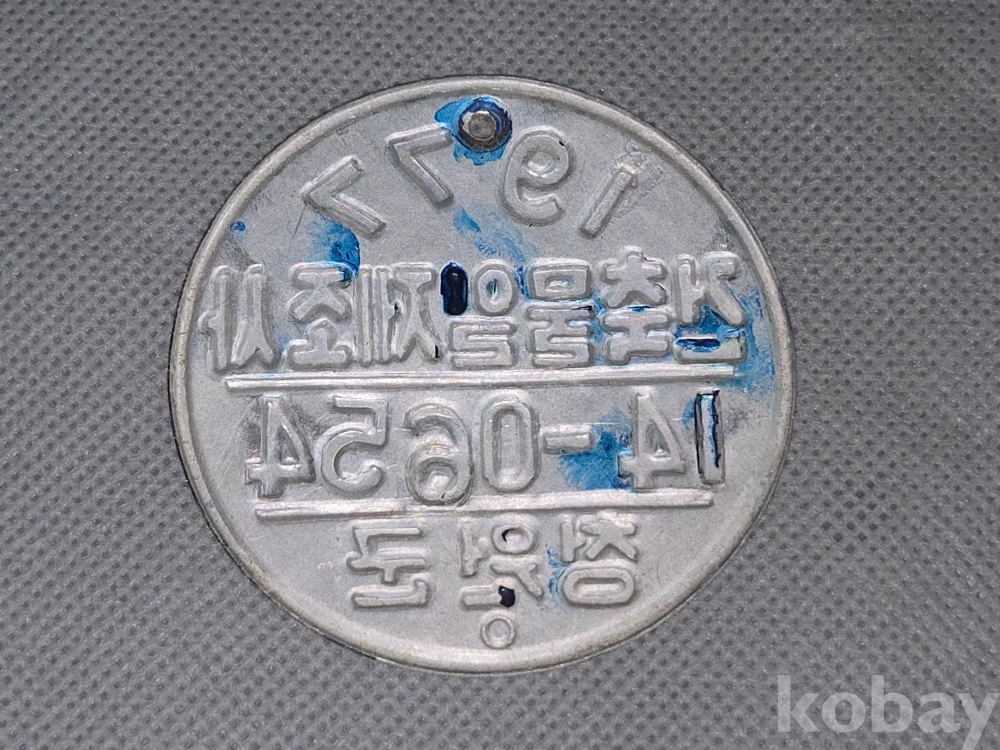 1977
건축물일제조사
14-0654
창원군
kobay